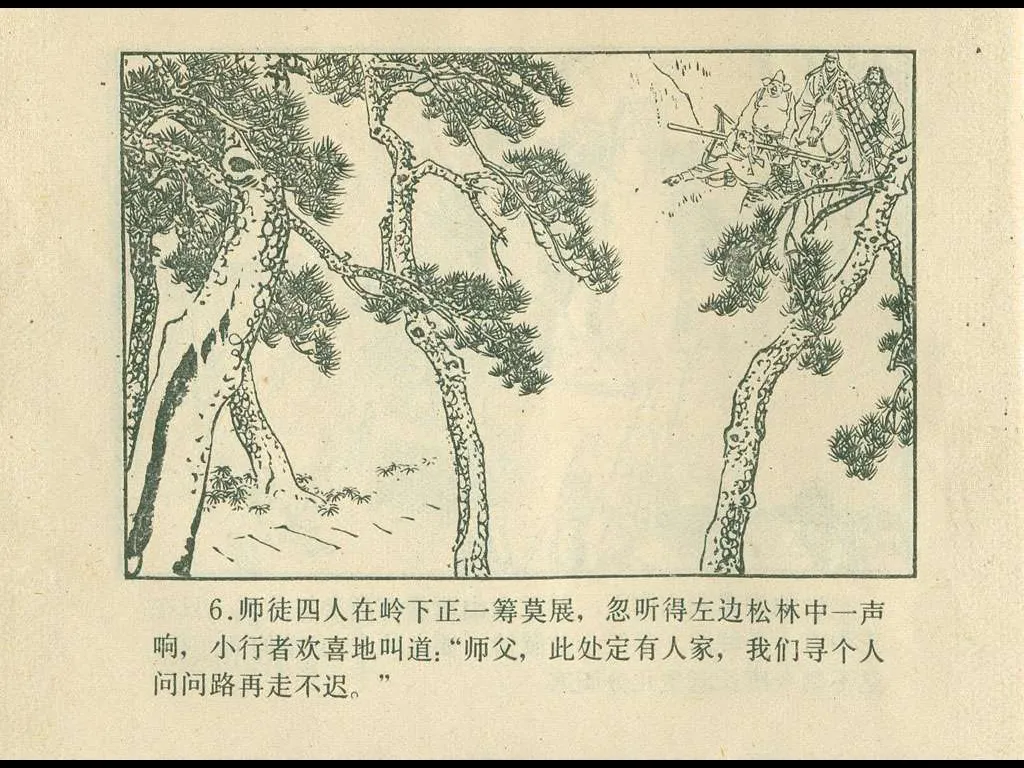 6.师徒四人在岭下正一筹莫展，忽听得左边松林中一声
响，小行者欢喜地叫道：“师父，此处定有人家，我们寻个人
问问路再走不迟。”